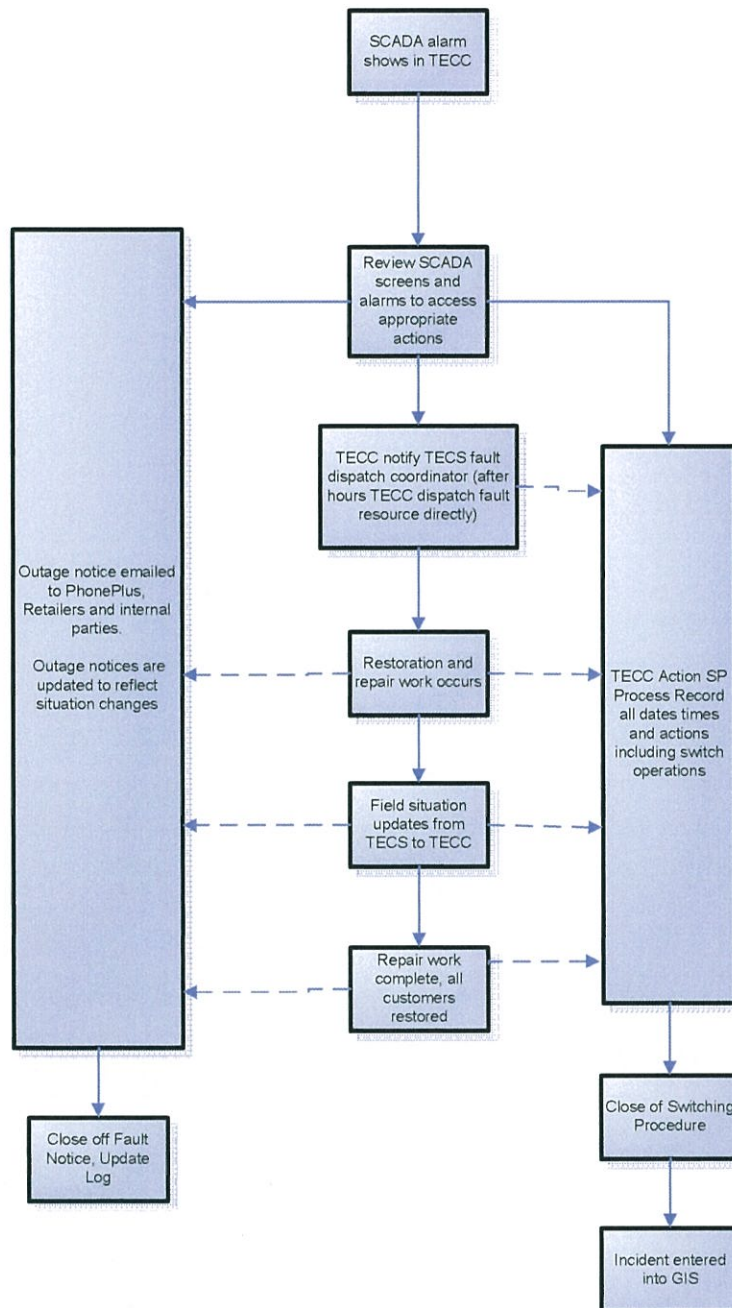 SCADA alarm
shows in TECC
Review SCADA
screens and
alarms to access
appropriate
actions
TECC notify TECS fault
dispatch coordinator (after
hours TECC dispatch fault
resource directly)
Outage notice emailed
to PhonePlus,
Retailers and internal
parties.
Outage notices are
updated to reflect
situation changes
Restoration and
repair work occurs
TECC Action SP
Process Record
all dates times
and actions
including switch
operations
Field situation
updates from
TECS to TECC
Repair work
complete, all
customers
restored
Close off Fault
Notice, Update
Log
Close of Switching
Procedure
Incident entered
into GIS